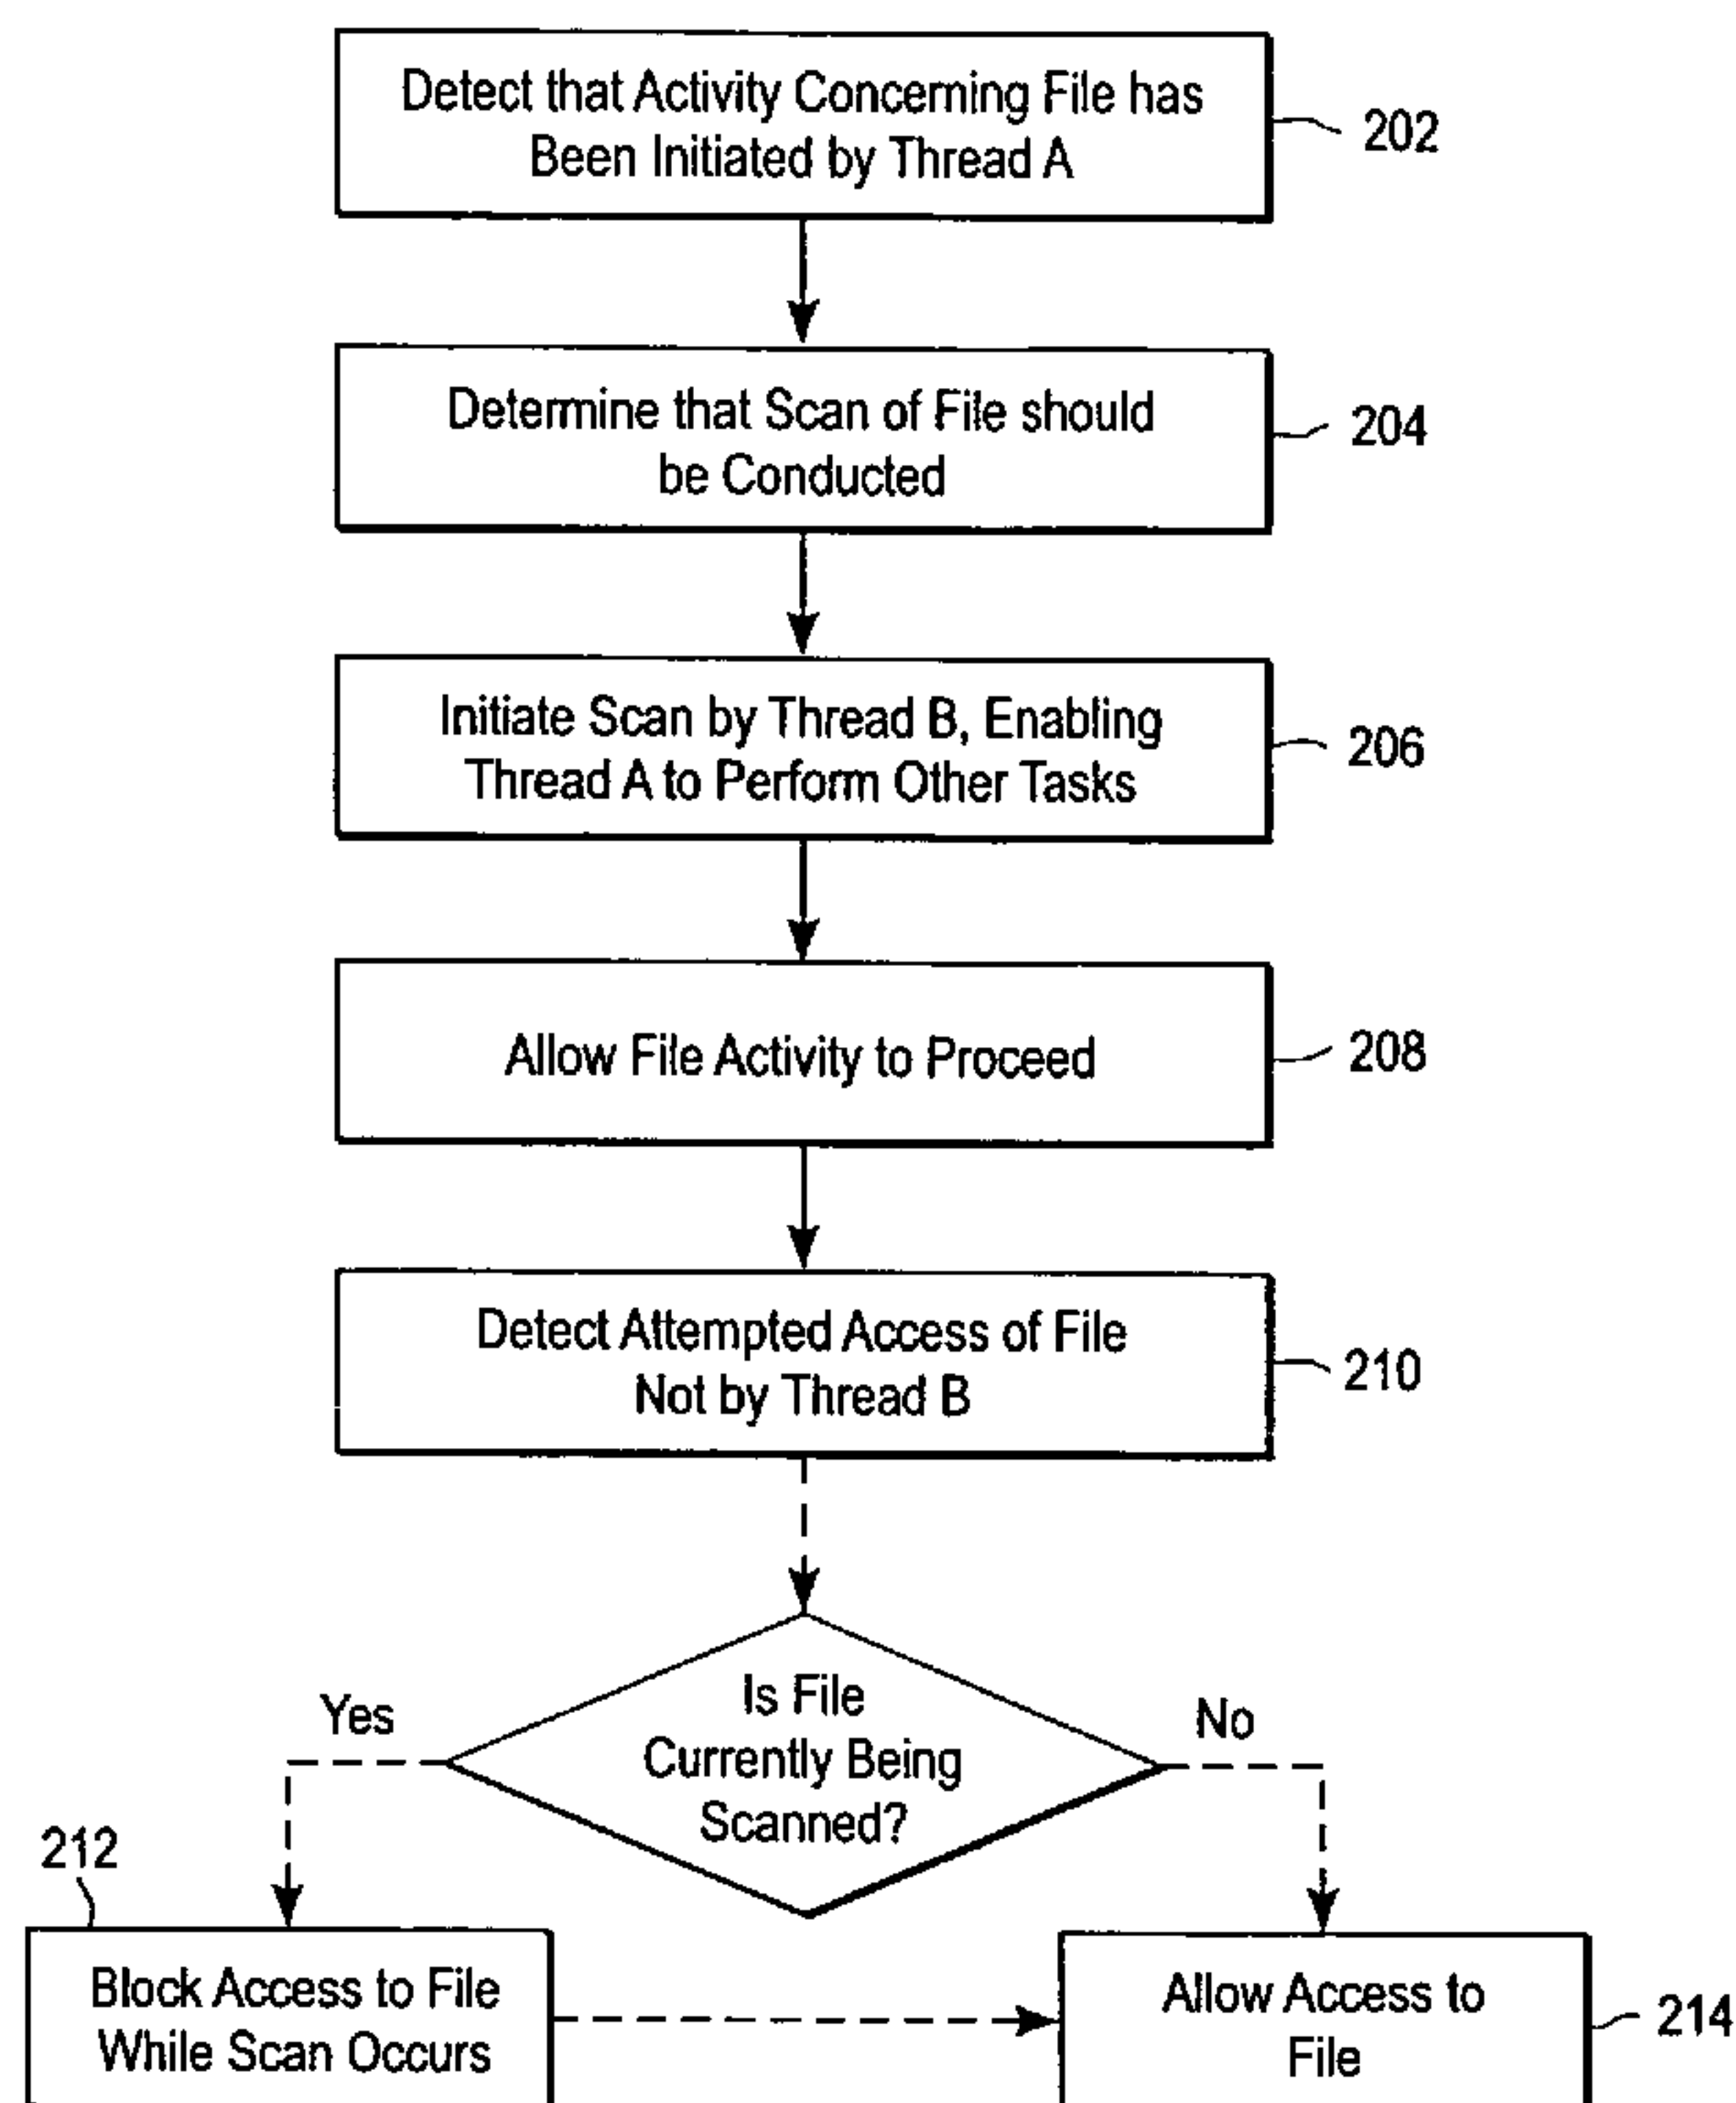 Detect that Activity Concerning File has
Been Initiated by Thread A
202
Determine that Scan of File should
be Conducted
204
Initiate Scan by Thread B, Enabling
Thread A to Perform Other Tasks
206
Allow File Activity to Proceed
208
Detect Attempted Access of File
Not by Thread B
210
Is File
Currently Being
Scanned?
Yes
No
212
Block Access to File
While Scan Occurs
Allow Access to
File
214